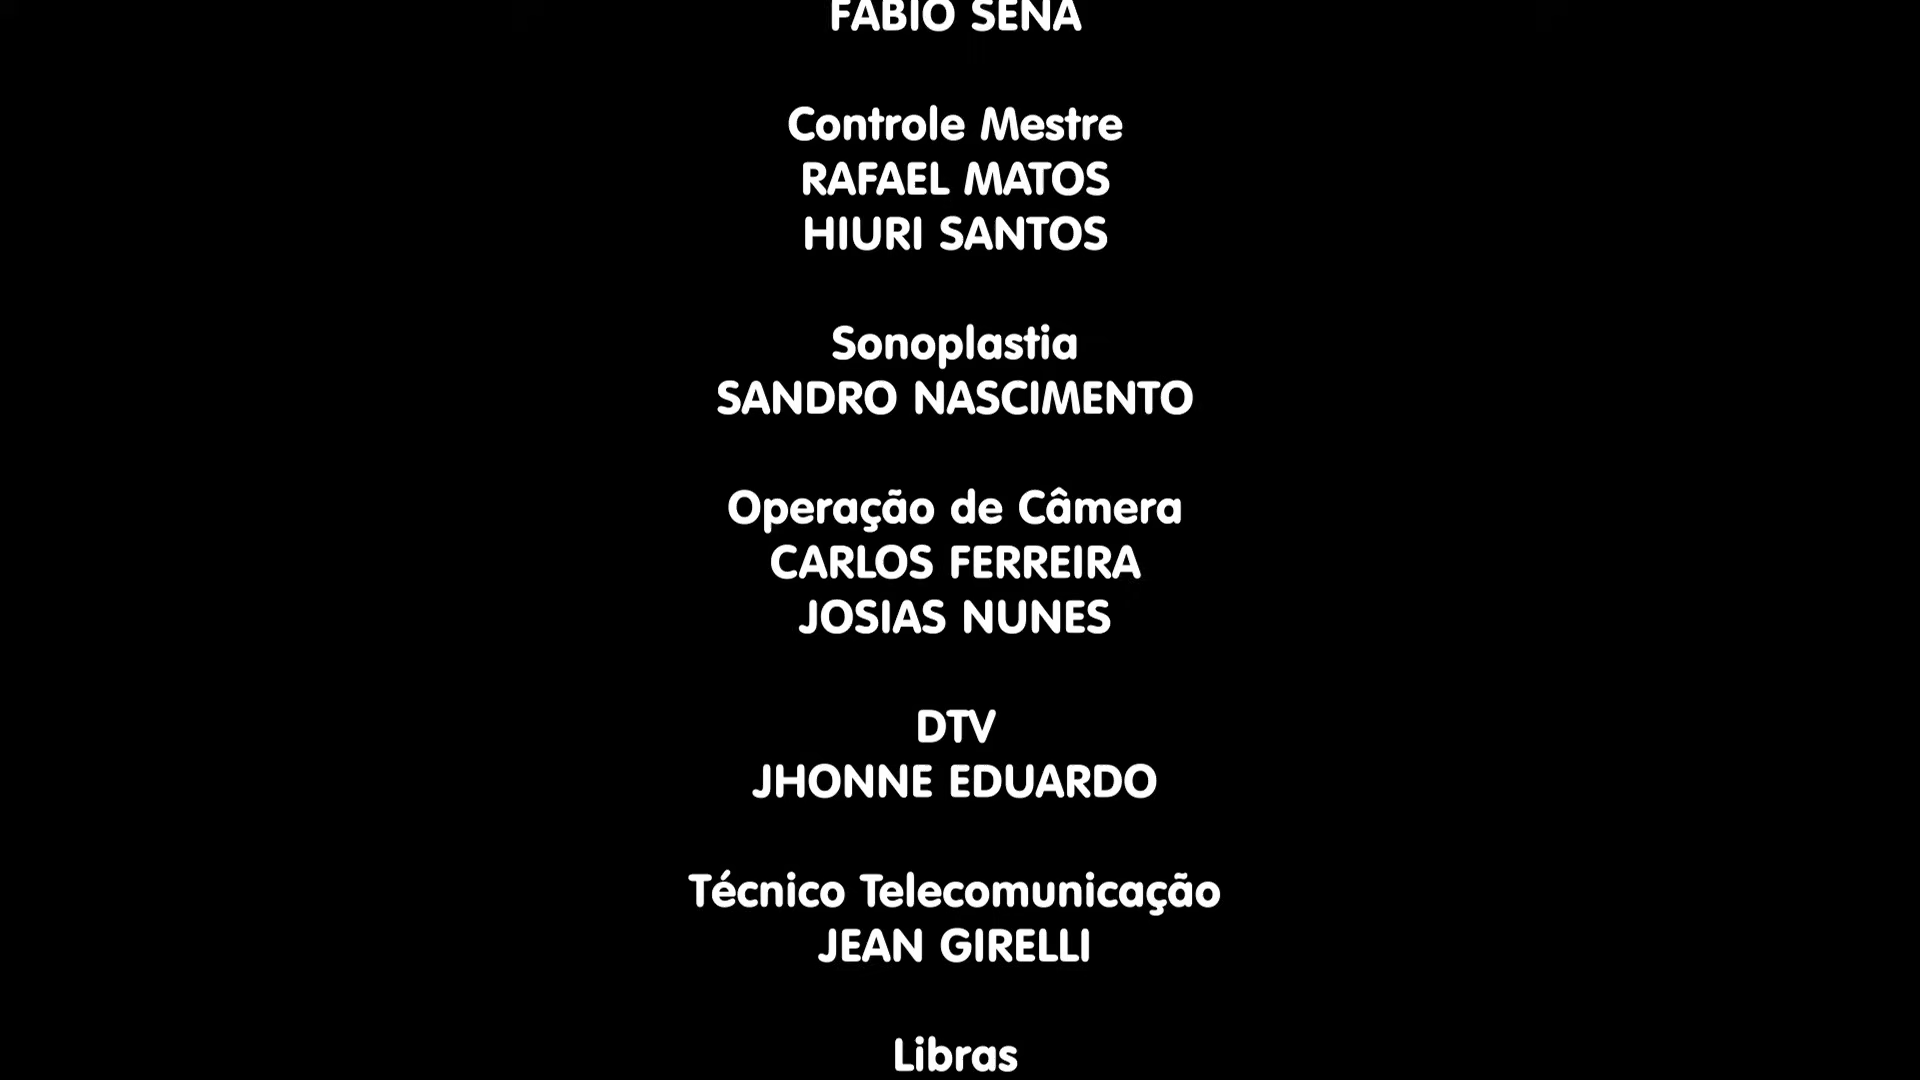 FABIO SENA
Controle Mestre
RAFAEL MATOS
HIURI SANTOS
Sonoplastia
SANDRO NASCIMENTO
Operação de Câmera
CARLOS FERREIRA
JOSIAS NUNES
DTV
JHONNE EDUARDO
Técnico Telecomunicação
JEAN GIRELLI
Libras